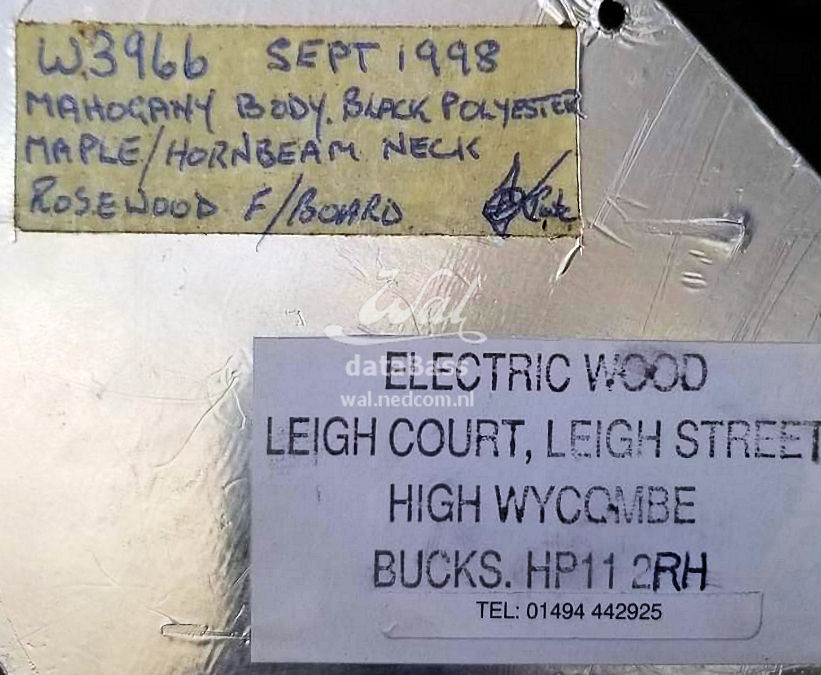 W3966 SEPT 1998
MAHOGANY BODY. BLACK POLYESTER
MAPLE/HORNBEAM NECK
ROSEWOOD F/BOARD
Wal
dataBass
wal.nedcom.nl
ELECTRIC WOOD
LEIGH COURT, LEIGH STREET
HIGH WYCOMBE
BUCKS. HP11 2RH
TEL: 01494 442925